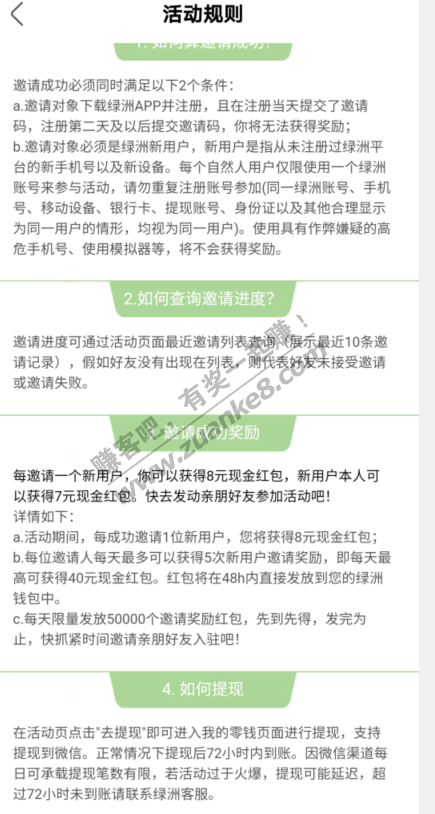 活动规则
1. 如何算邀请成功?
邀请成功必须同时满足以下2个条件：
a.邀请对象下载绿洲APP并注册，且在注册当天提交了邀请
码，注册第二天及以后提交邀请码，你将无法获得奖励；
b.邀请对象必须是绿洲新用户，新用户是指从未注册过绿洲平
台的新手机号以及新设备。每个自然人用户仅限使用一个绿洲
账号来参与活动，请勿重复注册账号参加(同一绿洲账号、手机
号、移动设备、银行卡、提现账号、身份证以及其他合理显示
为同一用户的情形，均视为同一用户)。使用具有作弊嫌疑的高
危手机号、使用模拟器等，将不会获得奖励。
2.如何查询邀请进度?
邀请进度可通过活动页面最近邀请列表查询（展示最近10条邀
请记录），假如好友没有出现在列表，则代表好友未接受邀请
或邀请失败。
赚客吧，有奖一起赚！
www.zuanke8.com
3. 邀请成功奖励
每邀请一个新用户，你可以获得8元现金红包，新用户本人可
以获得7元现金红包。快去发动亲朋好友参加活动吧！
详情如下：
a.活动期间，每成功邀请1位新用户，您将获得8元现金红包；
b.每位邀请人每天最多可以获得5次新用户邀请奖励，即每天最
高可获得40元现金红包。红包将在48h内直接发放到您的绿洲
钱包中。
c.每天限量发放50000个邀请奖励红包，先到先得，发完为
止，快抓紧时间邀请亲朋好友入驻吧！
4. 如何提现
在活动页点击"去提现"即可进入我的零钱页面进行提现，支持
提现到微信。正常情况下提现后72小时内到账。因微信渠道每
日可承载提现笔数有限，若活动过于火爆，提现可能延迟，超
过72小时未到账请联系绿洲客服。